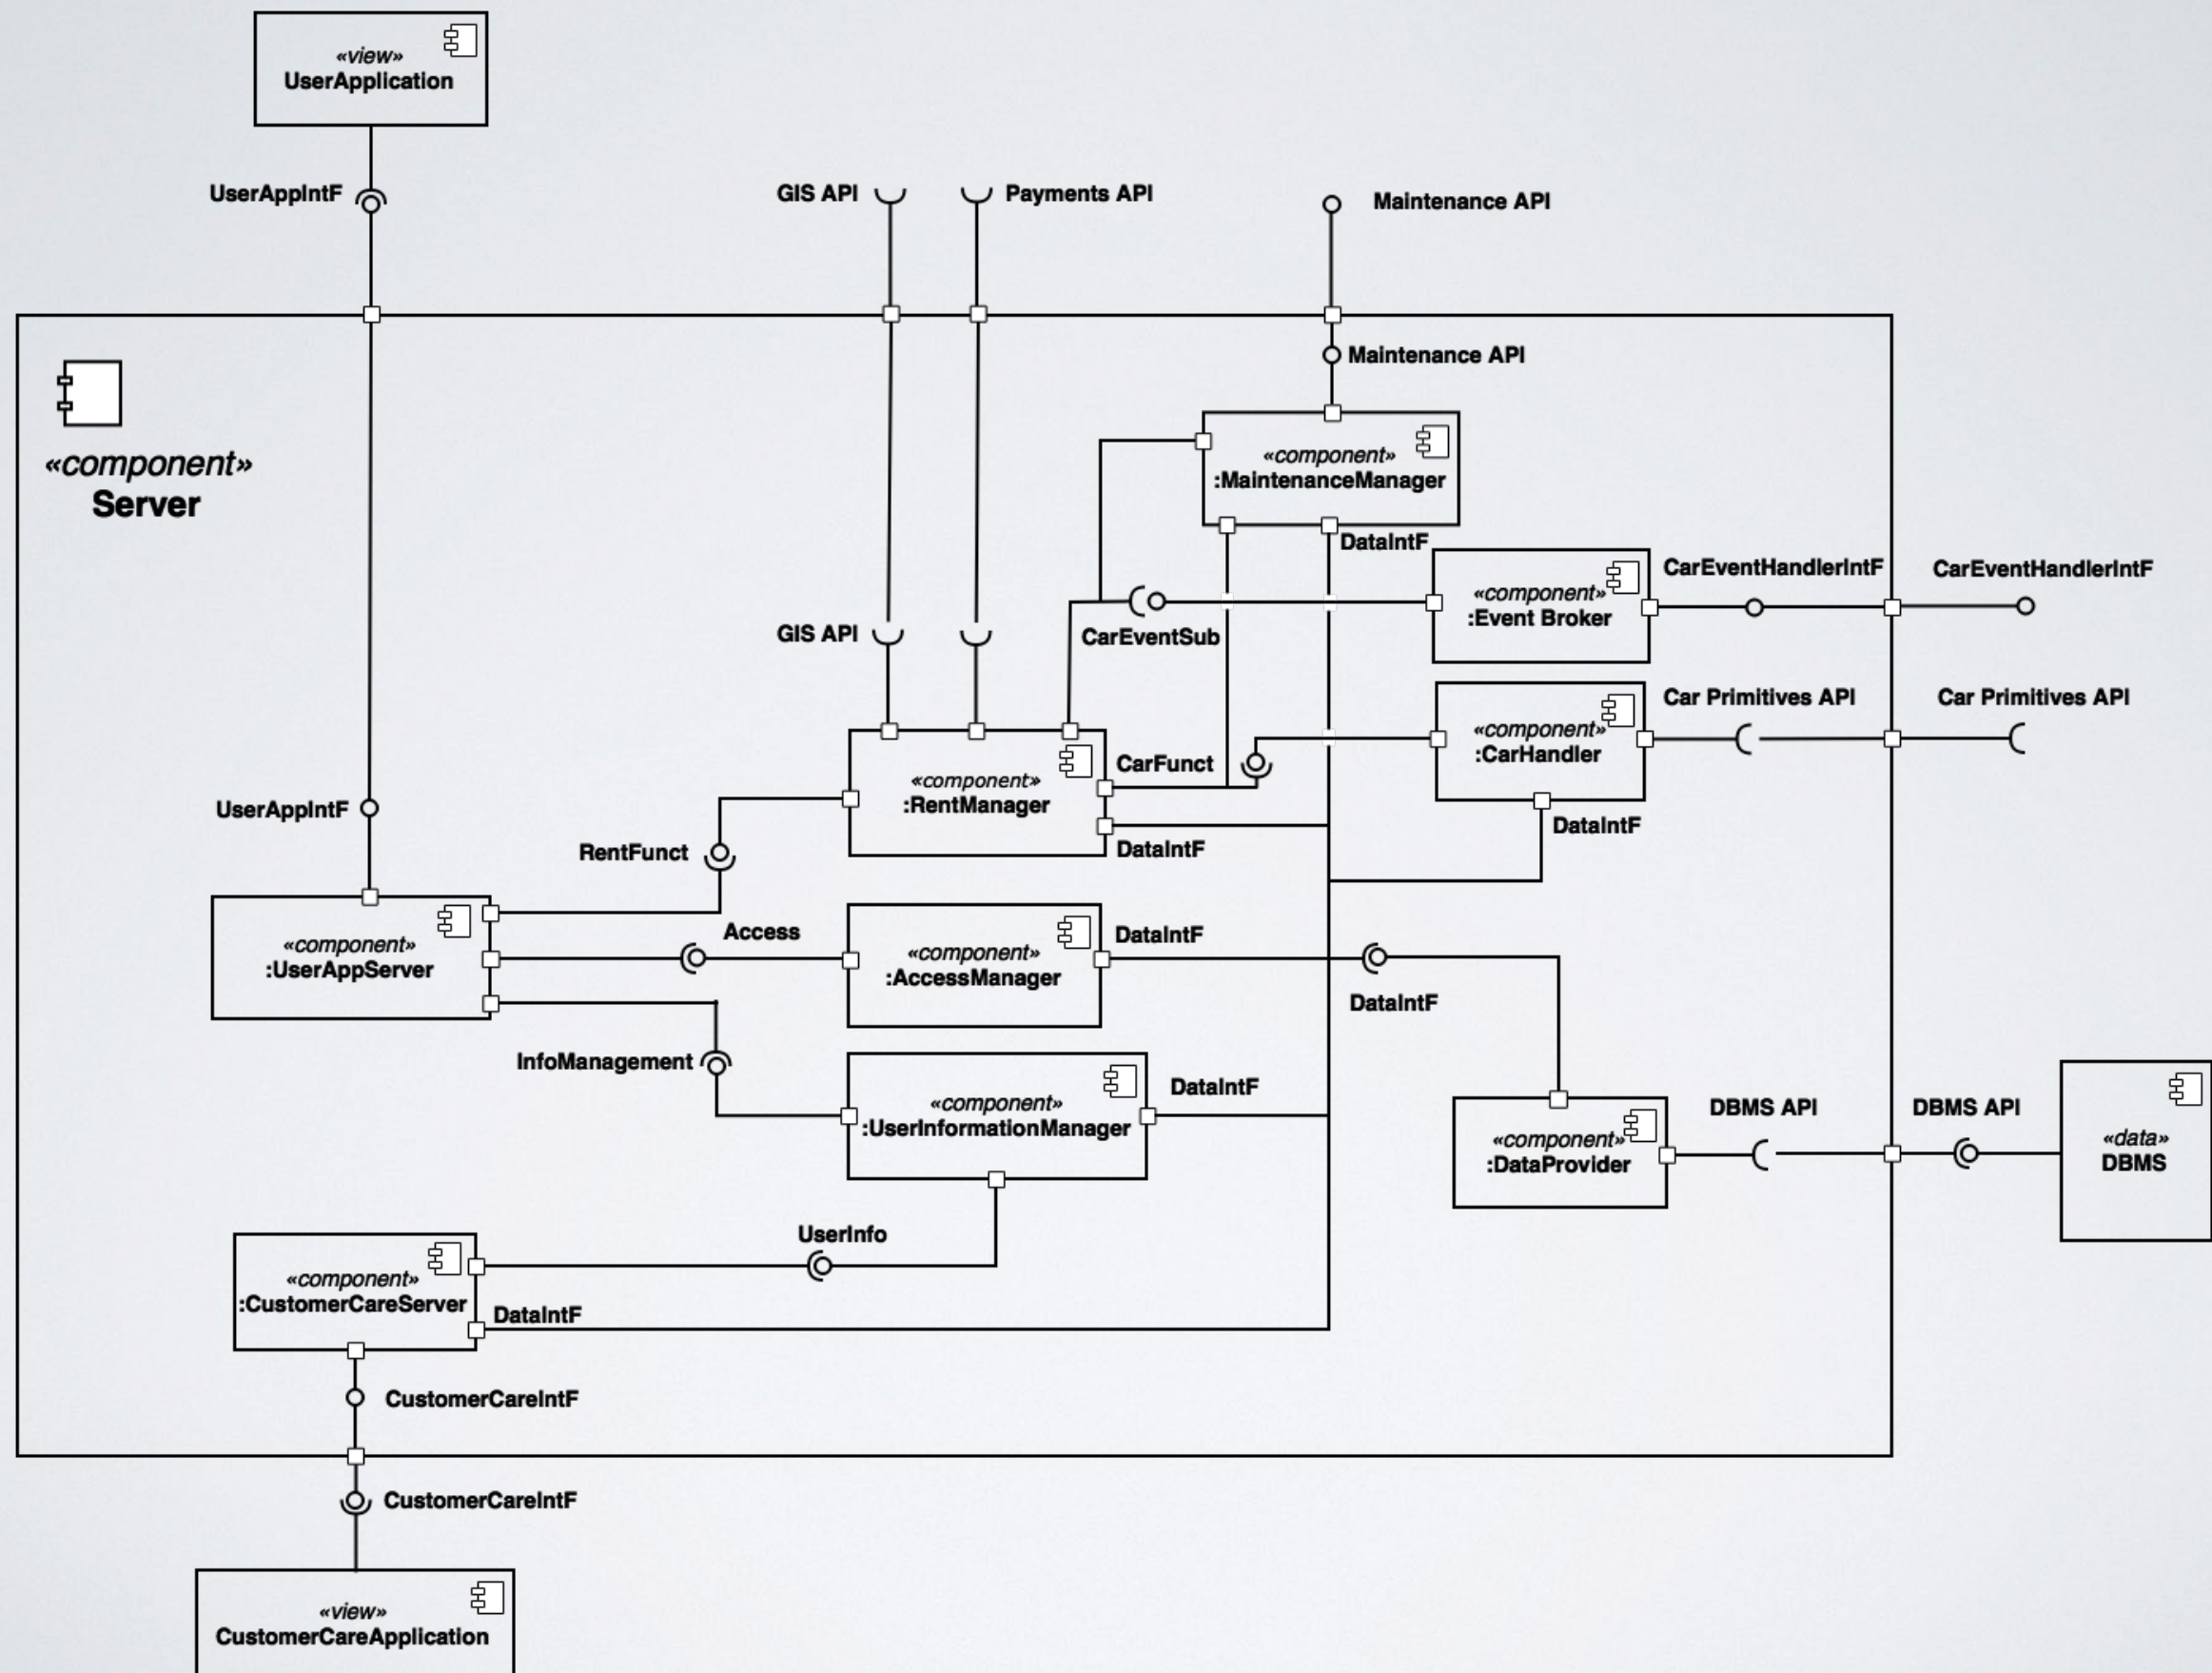 «view»
UserApplication
UserAppIntF
GIS API
Payments API
Maintenance API
Maintenance API
«component»
Server
«component»
:MaintenanceManager
DataIntF
«component»
:Event Broker
CarEventHandlerIntF
CarEventHandlerIntF
GIS API
CarEventSub
«component»
:CarHandler
Car Primitives API
Car Primitives API
DataIntF
«component»
:RentManager
CarFunct
DataIntF
UserAppIntF
RentFunct
«component»
:UserAppServer
Access
«component»
:AccessManager
DataIntF
DataIntF
InfoManagement
«component»
:UserInformationManager
DataIntF
«component»
:DataProvider
DBMS API
DBMS API
«data»
DBMS
UserInfo
«component»
:CustomerCareServer
DataIntF
CustomerCareIntF
CustomerCareIntF
«view»
CustomerCareApplication